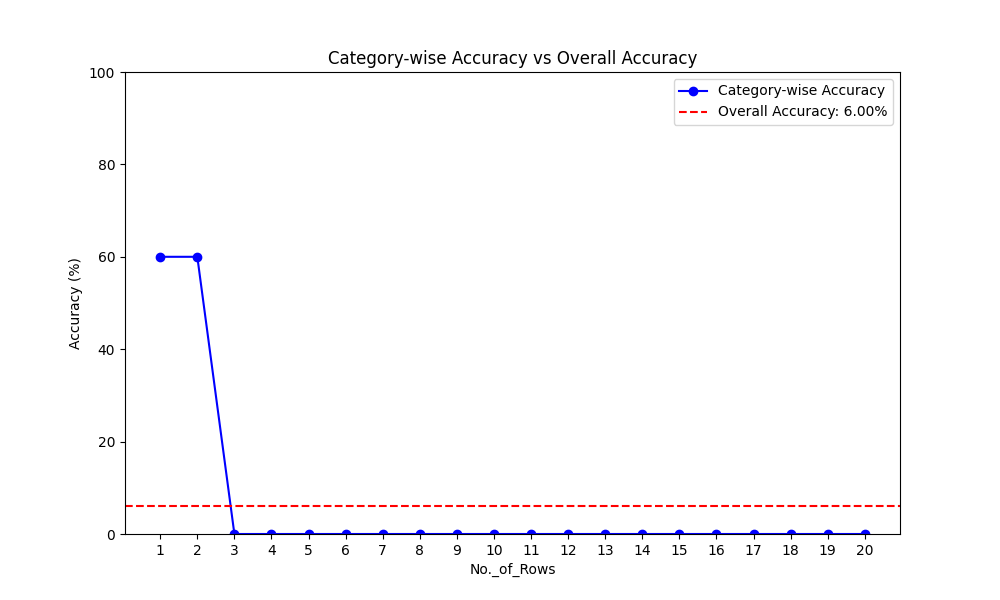 Category-wise Accuracy vs Overall Accuracy
100
80
60
40
20
0
Accuracy (%)
Category-wise Accuracy
Overall Accuracy: 6.00%
1 2 3 4 5 6 7 8 9 10 11 12 13 14 15 16 17 18 19 20
No._of_Rows